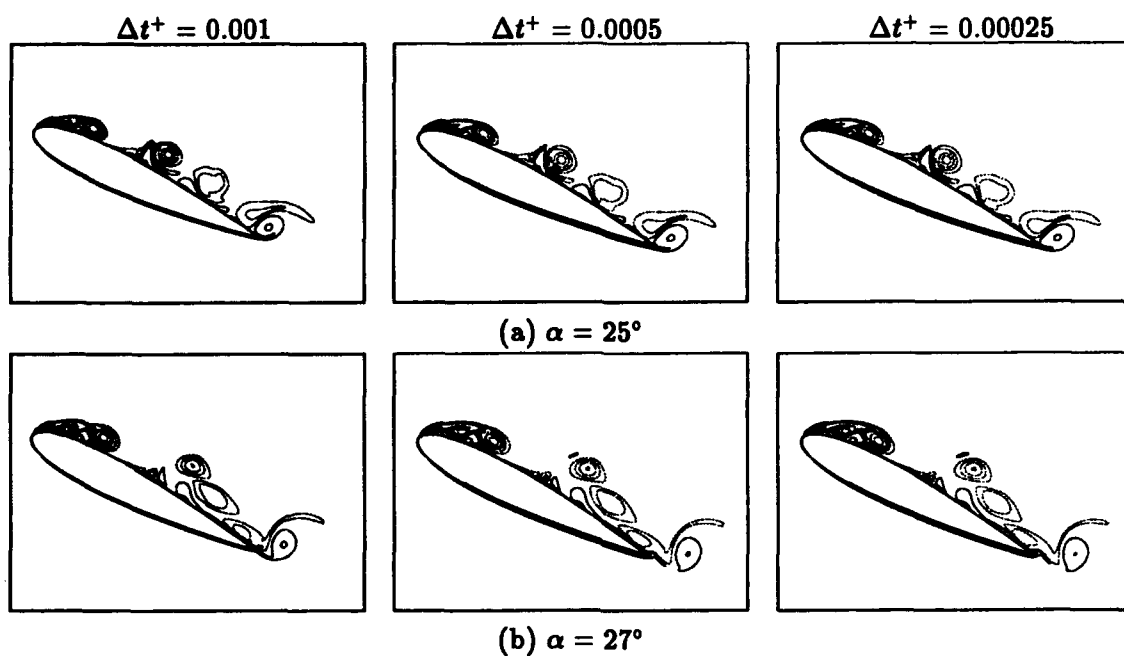 Δt⁺ = 0.001
Δt⁺ = 0.0005
Δt⁺ = 0.00025
(a) α = 25°
(b) α = 27°